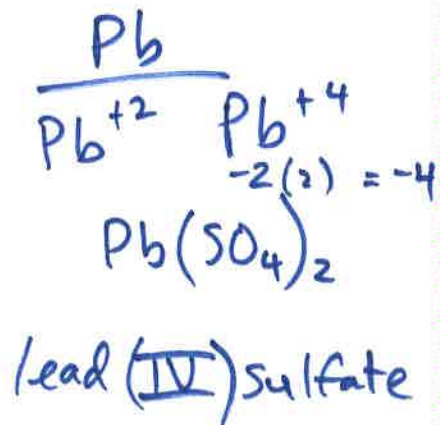 Pb
Pb+2 Pb+4
-2(2) = -4
Pb(SO4)2
lead (IV) sulfate